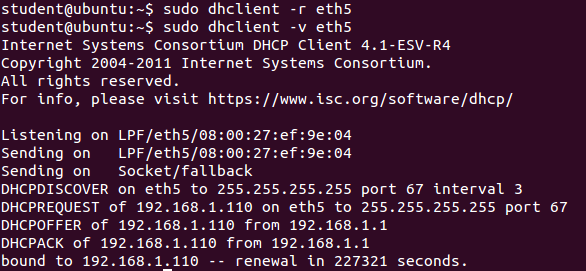 student@ubuntu:~$ sudo dhclient -r eth5
student@ubuntu:~$ sudo dhclient -v eth5
Internet Systems Consortium DHCP Client 4.1-ESV-R4
Copyright 2004-2011 Internet Systems Consortium.
All rights reserved.
For info, please visit https://www.isc.org/software/dhcp/

Listening on LPF/eth5/08:00:27:ef:9e:04
Sending on   LPF/eth5/08:00:27:ef:9e:04
Sending on   Socket/fallback
DHCPDISCOVER on eth5 to 255.255.255.255 port 67 interval 3
DHCPREQUEST of 192.168.1.110 on eth5 to 255.255.255.255 port 67
DHCPOFFER of 192.168.1.110 from 192.168.1.1
DHCPACK of 192.168.1.110 from 192.168.1.1
bound to 192.168.1.110 -- renewal in 227321 seconds.